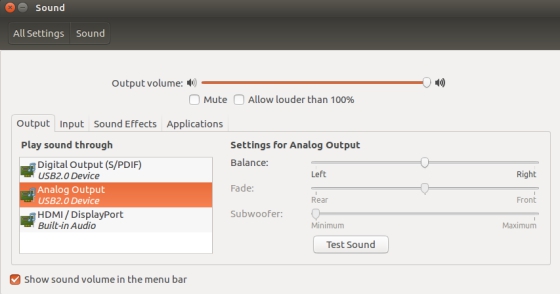 Sound
All Settings Sound
Output volume:
Mute Allow louder than 100%
Output Input Sound Effects Applications
Play sound through
Digital Output (S/PDIF)
USB2.0 Device
Analog Output
USB2.0 Device
HDMI / DisplayPort
Built-in Audio
Settings for Analog Output
Balance:
Left Right
Fade:
Rear Front
Subwoofer:
Minimum Maximum
Test Sound
Show sound volume in the menu bar